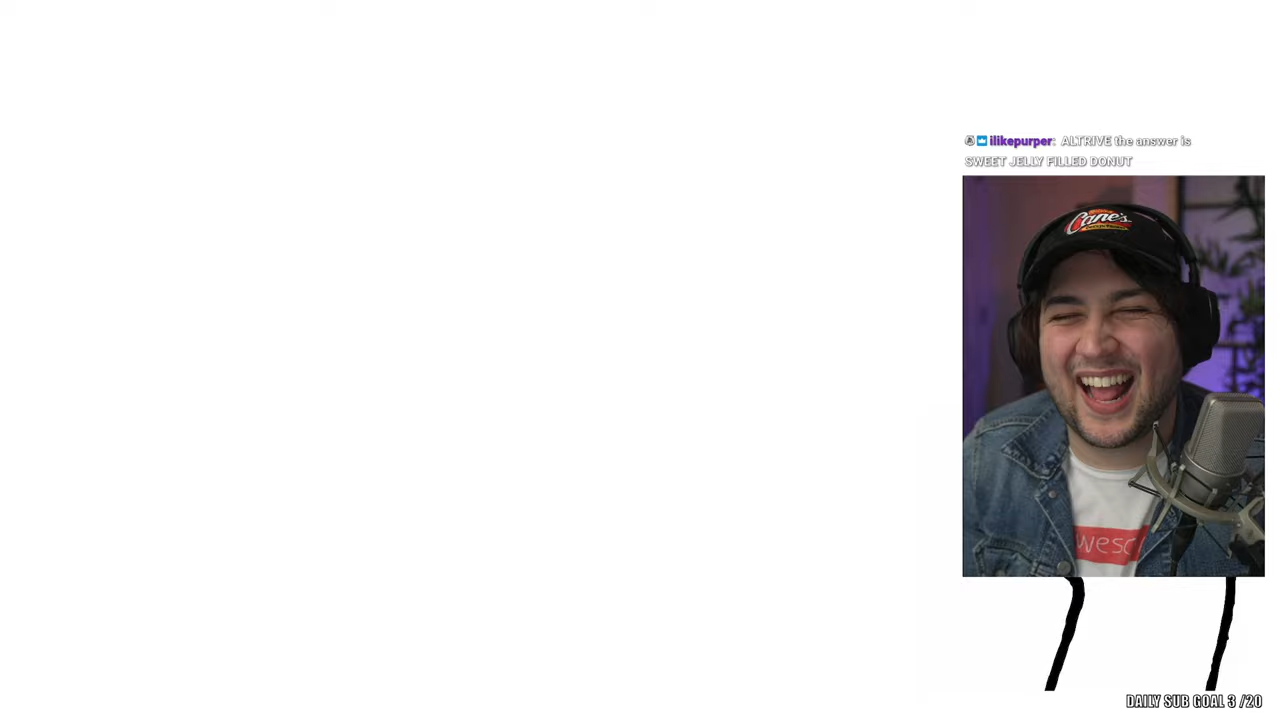 ilikepurper: ALTRIVE the answer is
SWEET JELLY FILLED DONUT
Cane's
wesc
DAILY SUB GOAL 3 /20